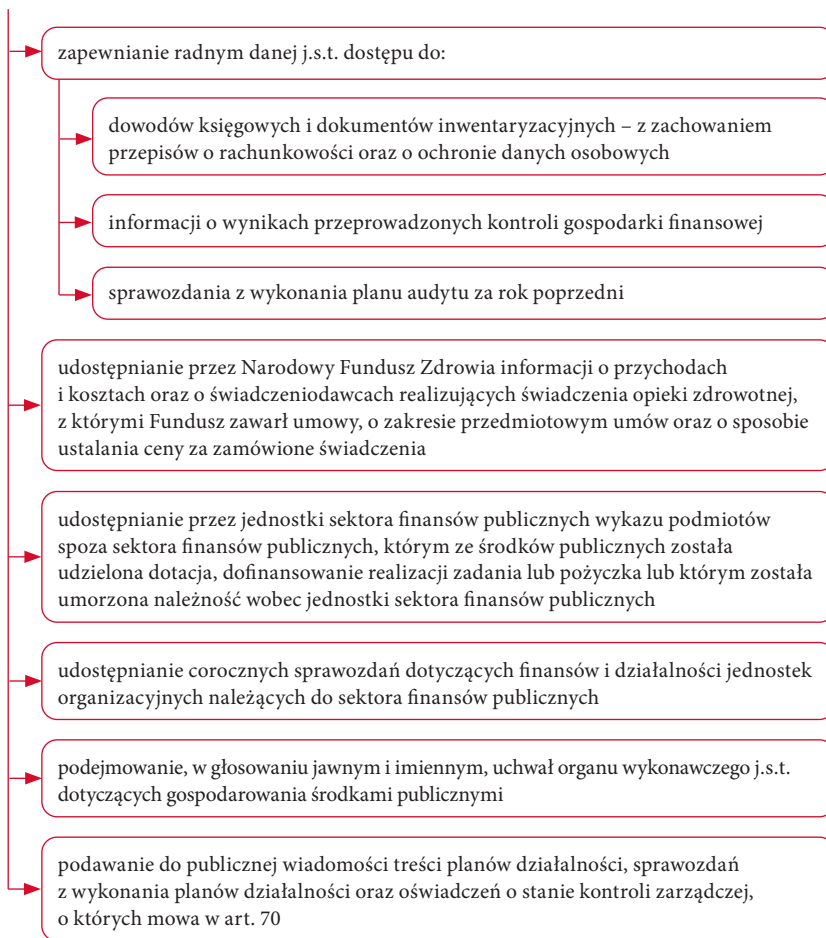 zapewnianie radnym danej j.s.t. dostępu do:
dowodów księgowych i dokumentów inwentaryzacyjnych – z zachowaniem
przepisów o rachunkowości oraz o ochronie danych osobowych
informacji o wynikach przeprowadzonych kontroli gospodarki finansowej
sprawozdania z wykonania planu audytu za rok poprzedni
udostępnianie przez Narodowy Fundusz Zdrowia informacji o przychodach
i kosztach oraz o świadczeniodawcach realizujących świadczenia opieki zdrowotnej,
z którymi Fundusz zawarł umowy, o zakresie przedmiotowym umów oraz o sposobie
ustalania ceny za zamówione świadczenia
udostępnianie przez jednostki sektora finansów publicznych wykazu podmiotów
spoza sektora finansów publicznych, którym ze środków publicznych została
udzielona dotacja, dofinansowanie realizacji zadania lub pożyczka lub którym została
umorzona należność wobec jednostki sektora finansów publicznych
udostępnianie corocznych sprawozdań dotyczących finansów i działalności jednostek
organizacyjnych należących do sektora finansów publicznych
podejmowanie, w głosowaniu jawnym i imiennym, uchwał organu wykonawczego j.s.t.
dotyczących gospodarowania środkami publicznymi
podawanie do publicznej wiadomości treści planów działalności, sprawozdań
z wykonania planów działalności oraz oświadczeń o stanie kontroli zarządczej,
o których mowa w art. 70